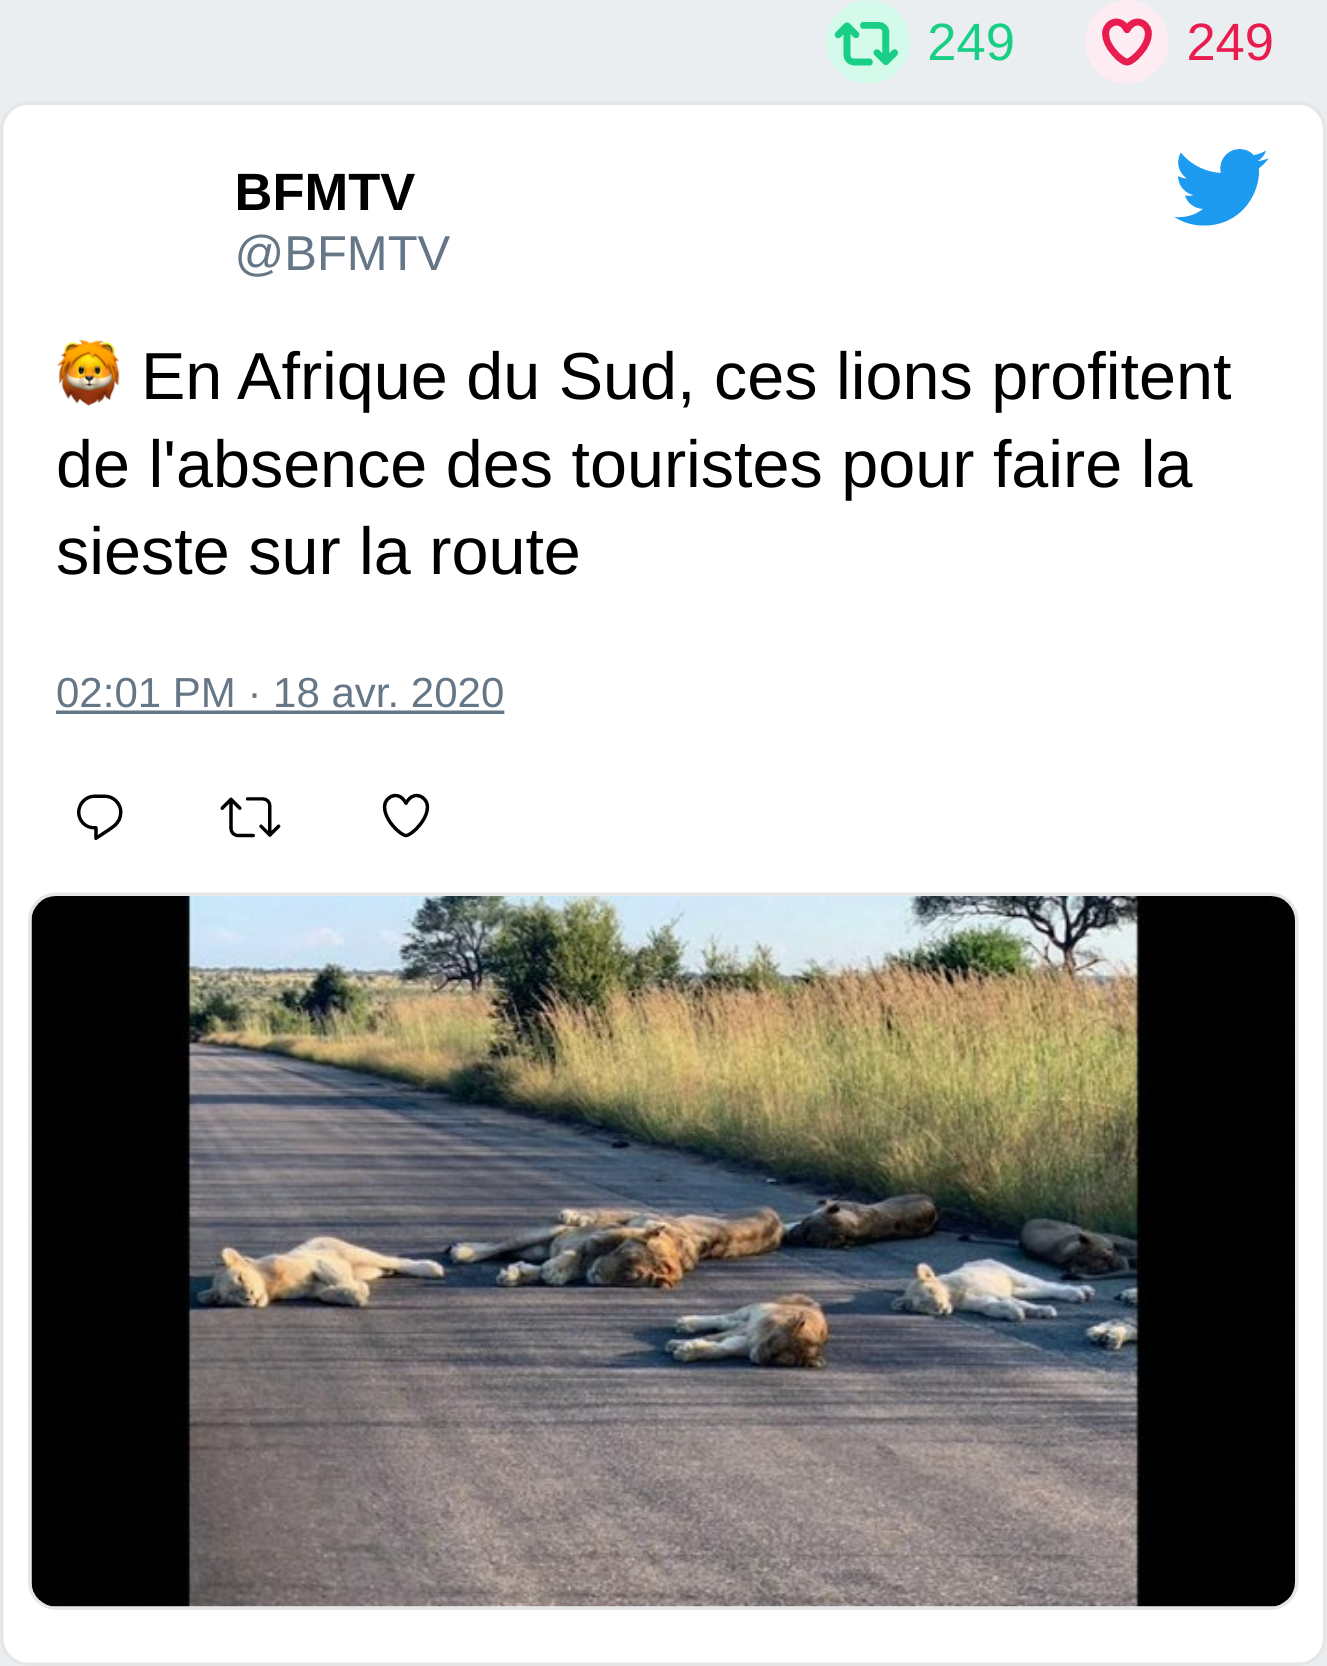 249 249
BFMTV
@BFMTV
🦁 En Afrique du Sud, ces lions profitent
de l'absence des touristes pour faire la
sieste sur la route
02:01 PM · 18 avr. 2020